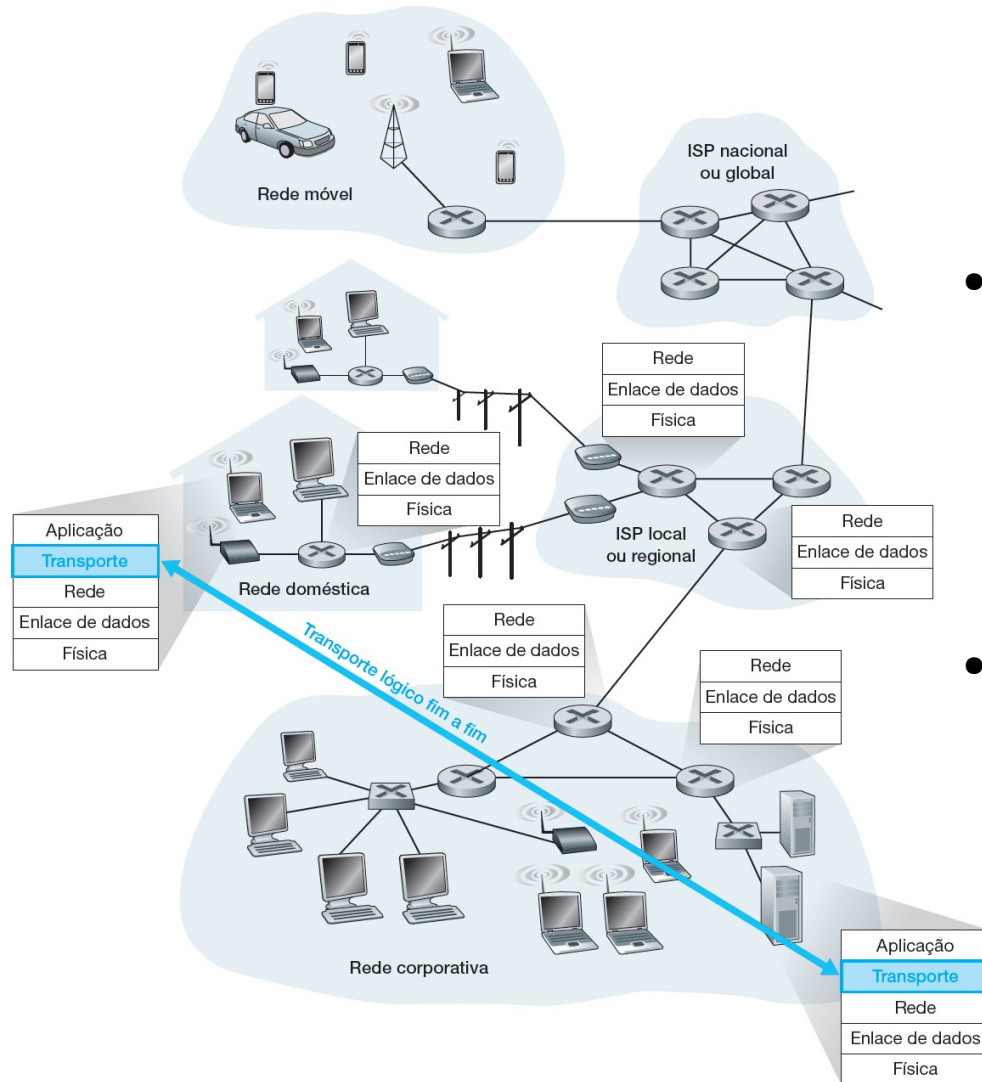 Rede móvel
ISP nacional
ou global
•
Rede
Enlace de dados
Física
Rede
Enlace de dados
Física
Aplicação
Transporte
Rede
Enlace de dados
Física
Rede doméstica
ISP local
ou regional
Rede
Enlace de dados
Física
Transporte lógico fim a fim
Rede
Enlace de dados
Física
Rede
Enlace de dados
Física
•
Rede corporativa
Aplicação
Transporte
Rede
Enlace de dados
Física